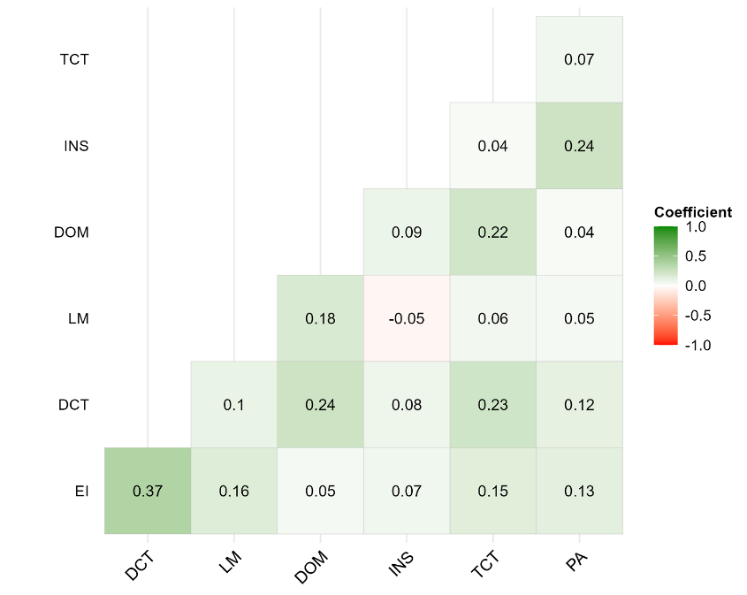 TCT 0.07
INS 0.04 0.24
DOM 0.09 0.22 0.04
LM 0.18 -0.05 0.06 0.05
DCT 0.1 0.24 0.08 0.23 0.12
EI 0.37 0.16 0.05 0.07 0.15 0.13
DCT LM DOM INS TCT PA
Coefficient
1.0
0.5
0.0
-0.5
-1.0